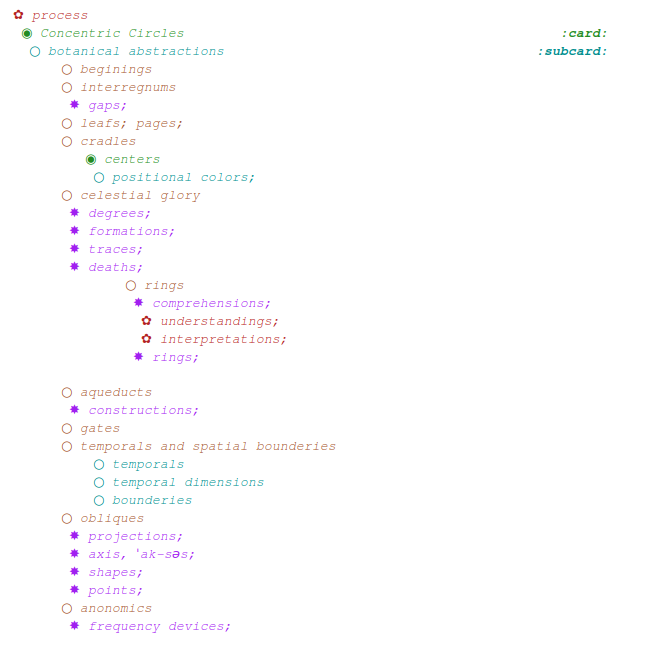 ✿ process
◉ Concentric Circles :card:
○ botanical abstractions :subcard:
○ beginings
○ interregnums
✸ gaps;
○ leafs; pages;
○ cradles
◉ centers
○ positional colors;
○ celestial glory
✸ degrees;
✸ formations;
✸ traces;
✸ deaths;
○ rings
✸ comprehensions;
✿ understandings;
✿ interpretations;
✸ rings;
○ aqueducts
✸ constructions;
○ gates
○ temporals and spatial bounderies
○ temporals
○ temporal dimensions
○ bounderies
○ obliques
✸ projections;
✸ axis, ˈak-səs;
✸ shapes;
✸ points;
○ anonomics
✸ frequency devices;